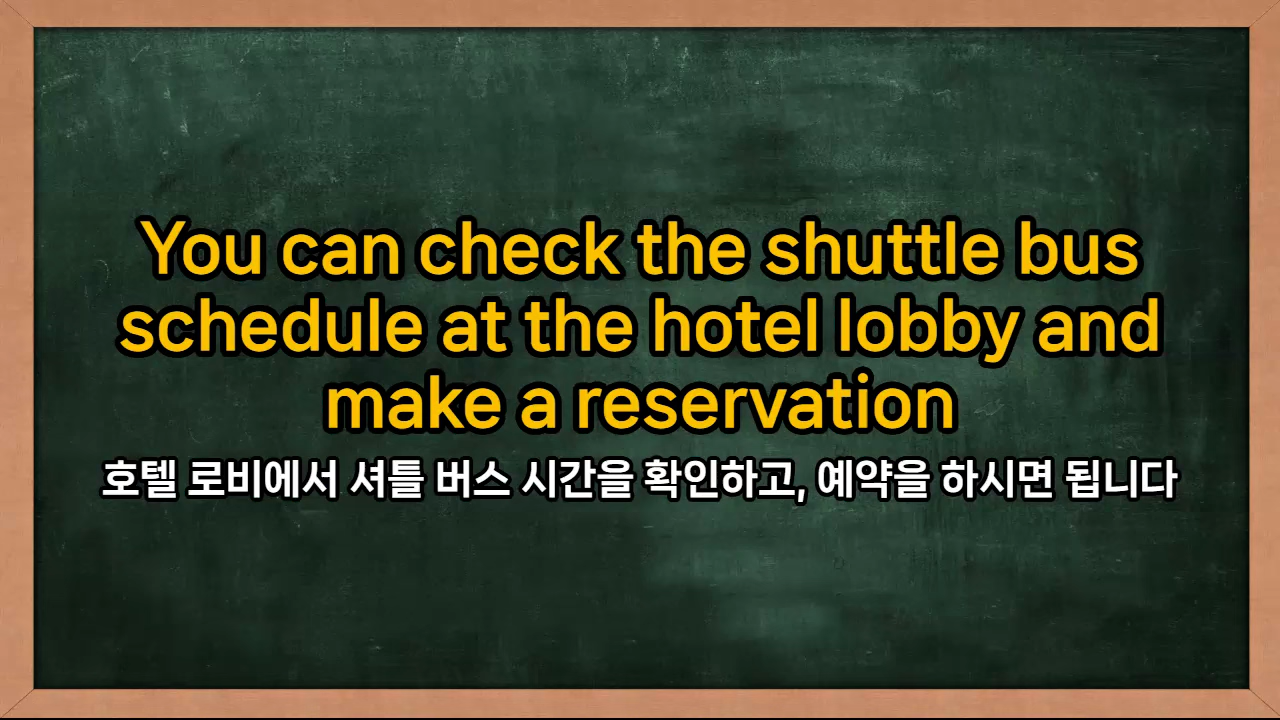 You can check the shuttle bus
schedule at the hotel lobby and
make a reservation
호텔 로비에서 셔틀 버스 시간을 확인하고, 예약을 하시면 됩니다